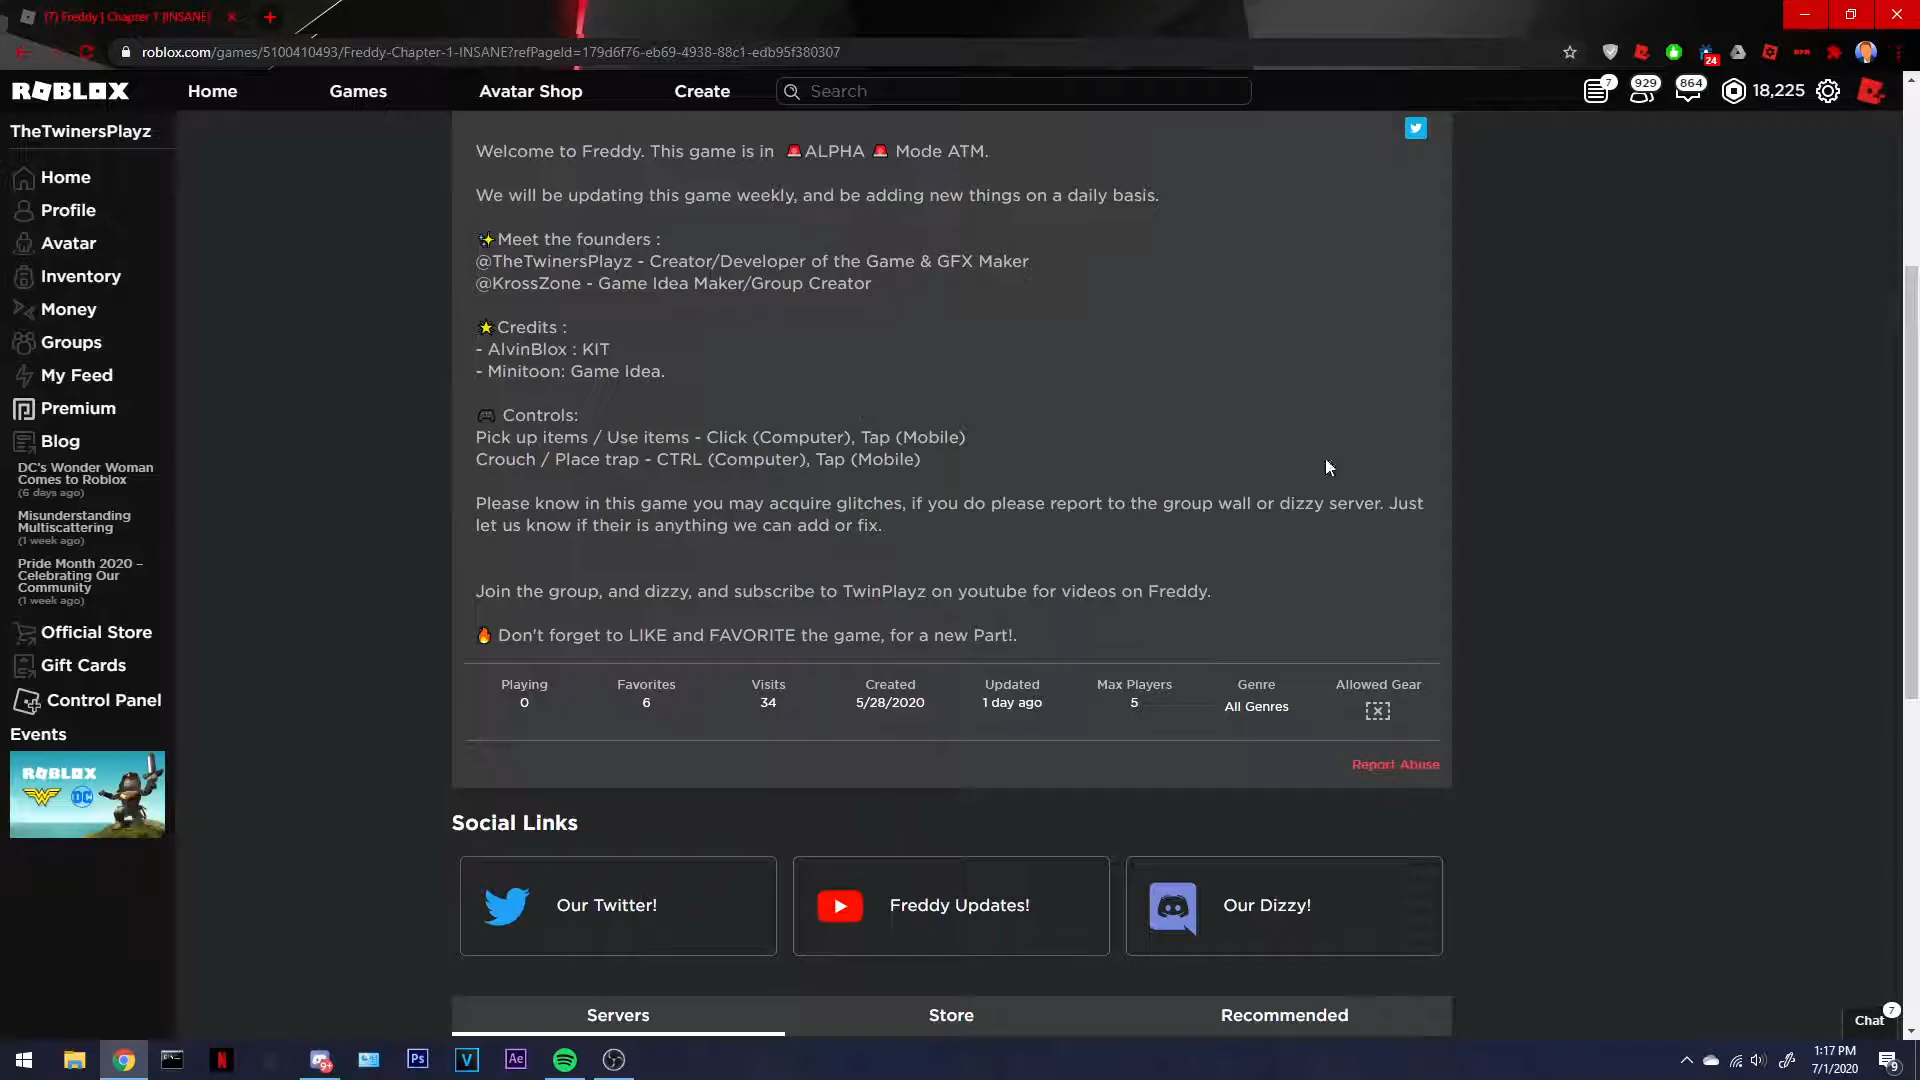 (7) Freddy | Chapter 1 [INSANE]
roblox.com/games/5100410493/Freddy-Chapter-1-INSANE?refPageId=179d6f76-eb69-4938-88c1-edb95f380307
24
ROBLOX
Home
Games
Avatar Shop
Create
Search
7
929
864
18,225
TheTwinersPlayz
Home
Profile
Avatar
Inventory
Money
Groups
My Feed
Premium
Blog
DC's Wonder Woman
Comes to Roblox
(6 days ago)
Misunderstanding
Multiscattering
(1 week ago)
Pride Month 2020 –
Celebrating Our
Community
(1 week ago)
Official Store
Gift Cards
Control Panel
Events
ROBLOX
DC
Welcome to Freddy. This game is in 🚨ALPHA 🚨 Mode ATM.
We will be updating this game weekly, and be adding new things on a daily basis.
✨Meet the founders :
@TheTwinersPlayz - Creator/Developer of the Game & GFX Maker
@KrossZone - Game Idea Maker/Group Creator
⭐Credits :
- AlvinBlox : KIT
- Minitoon: Game Idea.
🎮 Controls:
Pick up items / Use items - Click (Computer), Tap (Mobile)
Crouch / Place trap - CTRL (Computer), Tap (Mobile)
Please know in this game you may acquire glitches, if you do please report to the group wall or dizzy server. Just
let us know if their is anything we can add or fix.
Join the group, and dizzy, and subscribe to TwinPlayz on youtube for videos on Freddy.
🔥 Don't forget to LIKE and FAVORITE the game, for a new Part!.
Playing Favorites Visits Created Updated Max Players Genre Allowed Gear
0 6 34 5/28/2020 1 day ago 5 All Genres
Report Abuse
Social Links
Our Twitter!
Freddy Updates!
Our Dizzy!
Servers
Store
Recommended
Chat
7
N
9+
Ps
V
Ae
1:17 PM
7/1/2020
9